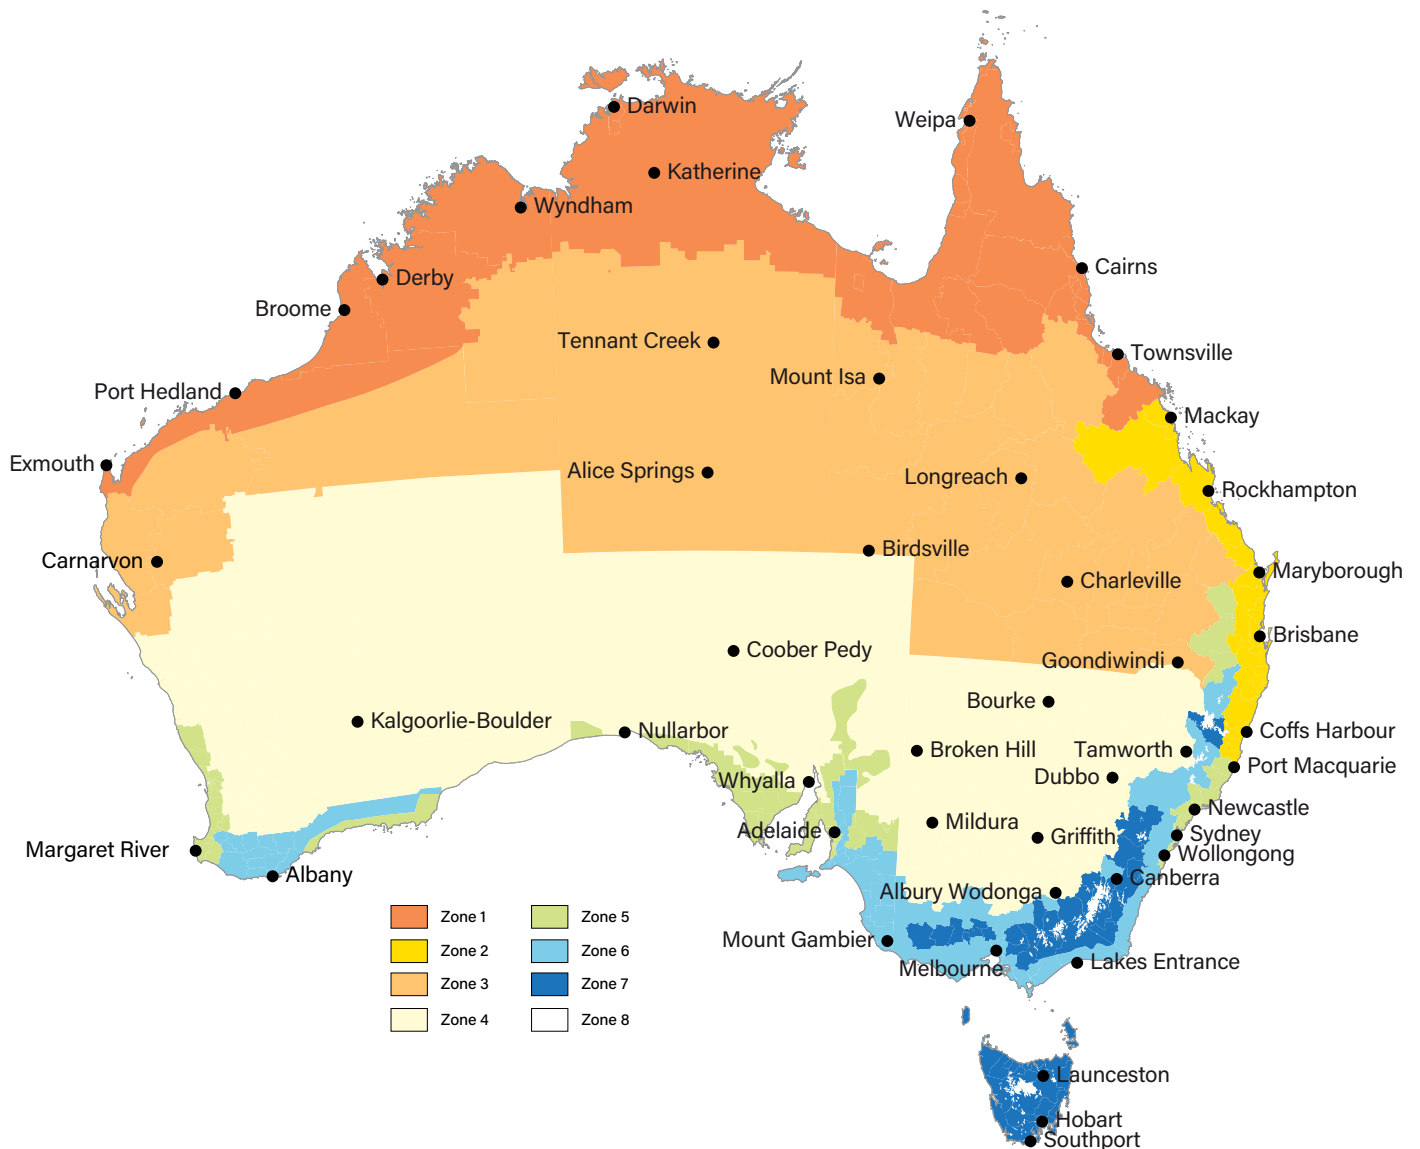 Darwin
Weipa
Katherine
Wyndham
Cairns
Derby
Broome
Tennant Creek
Townsville
Mount Isa
Port Hedland
Mackay
Exmouth
Alice Springs
Longreach
Rockhampton
Birdsville
Carnarvon
Maryborough
Charleville
Brisbane
Coober Pedy
Goondiwindi
Bourke
Kalgoorlie-Boulder
Nullarbor
Coffs Harbour
Broken Hill
Tamworth
Port Macquarie
Dubbo
Whyalla
Newcastle
Mildura
Adelaide
Griffith
Sydney
Margaret River
Wollongong
Albany
Canberra
Albury Wodonga
Zone 1
Zone 5
Mount Gambier
Zone 2
Zone 6
Lakes Entrance
Melbourne
Zone 3
Zone 7
Zone 4
Zone 8
Launceston
Hobart
Southport